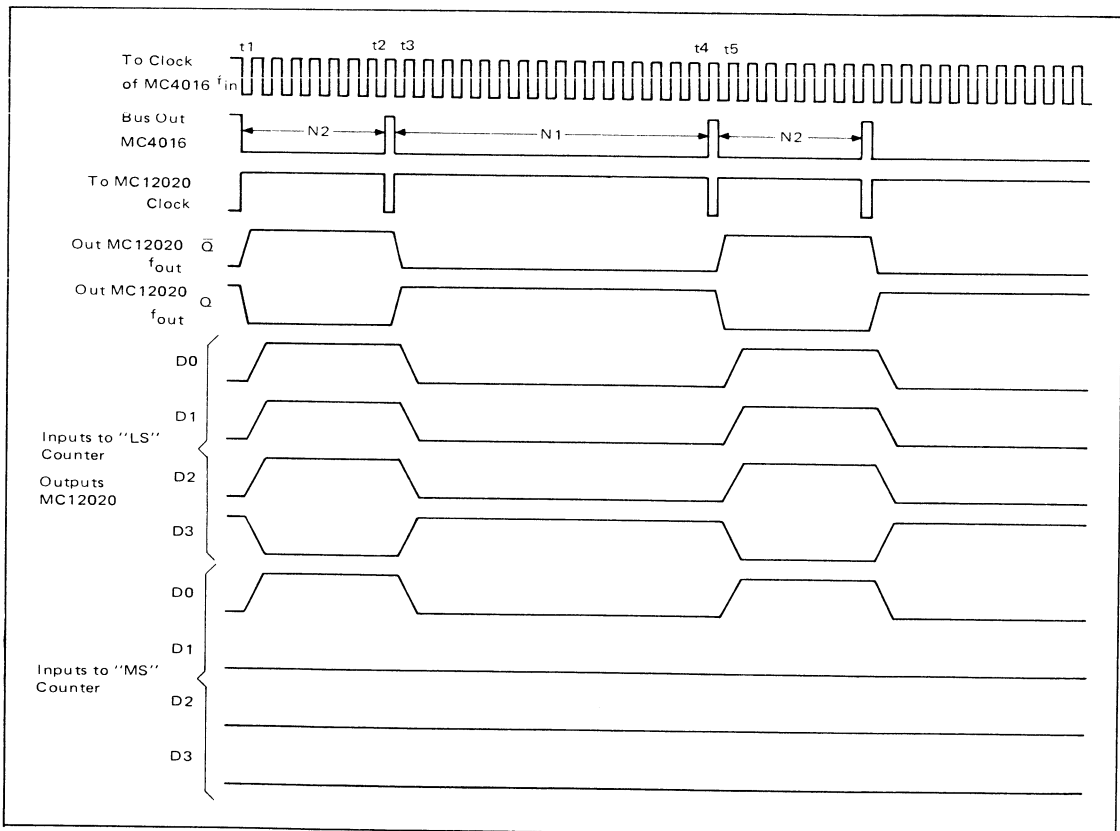 t1 t2 t3 t4 t5
To Clock
of MC4016 fin
Bus Out
MC4016
N2 N1 N2
To MC12020
Clock
Out MC12020 Q̅
fout
Out MC12020 Q
fout
D0
D1
Inputs to "LS"
Counter
D2
Outputs
MC12020
D3
D0
D1
Inputs to "MS"
Counter
D2
D3